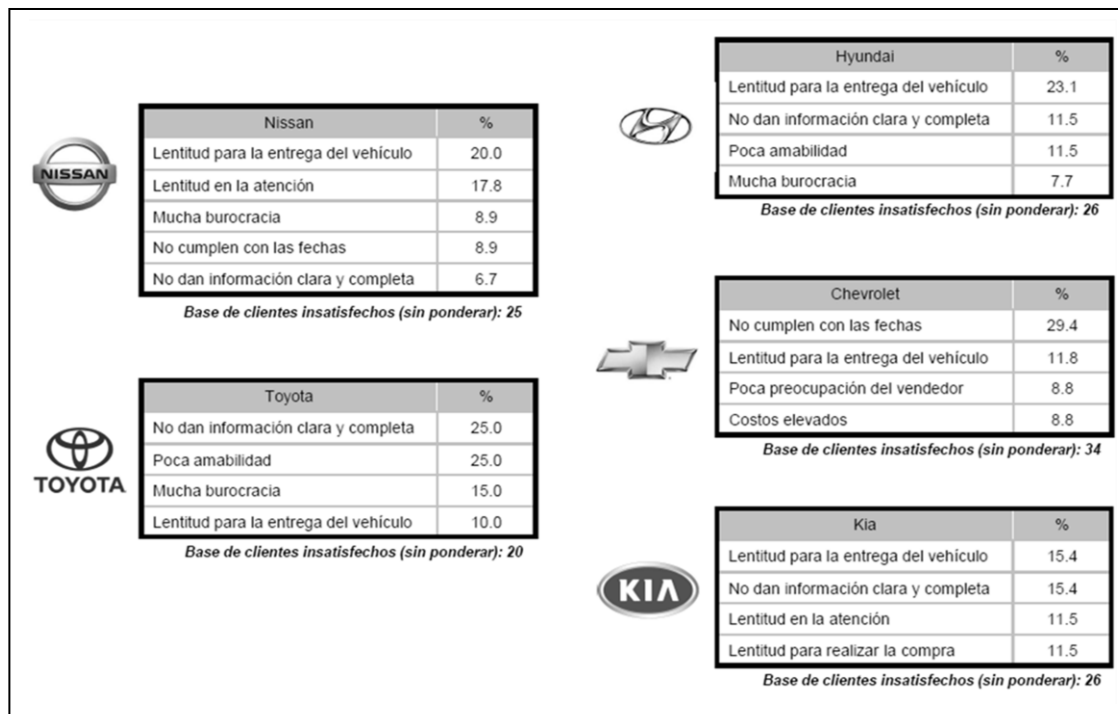 NISSAN
Nissan %
Lentitud para la entrega del vehículo 20.0
Lentitud en la atención 17.8
Mucha burocracia 8.9
No cumplen con las fechas 8.9
No dan información clara y completa 6.7
Base de clientes insatisfechos (sin ponderar): 25
TOYOTA
Toyota %
No dan información clara y completa 25.0
Poca amabilidad 25.0
Mucha burocracia 15.0
Lentitud para la entrega del vehículo 10.0
Base de clientes insatisfechos (sin ponderar): 20
Hyundai %
Lentitud para la entrega del vehículo 23.1
No dan información clara y completa 11.5
Poca amabilidad 11.5
Mucha burocracia 7.7
Base de clientes insatisfechos (sin ponderar): 26
Chevrolet %
No cumplen con las fechas 29.4
Lentitud para la entrega del vehículo 11.8
Poca preocupación del vendedor 8.8
Costos elevados 8.8
Base de clientes insatisfechos (sin ponderar): 34
KIA
Kia %
Lentitud para la entrega del vehículo 15.4
No dan información clara y completa 15.4
Lentitud en la atención 11.5
Lentitud para realizar la compra 11.5
Base de clientes insatisfechos (sin ponderar): 26